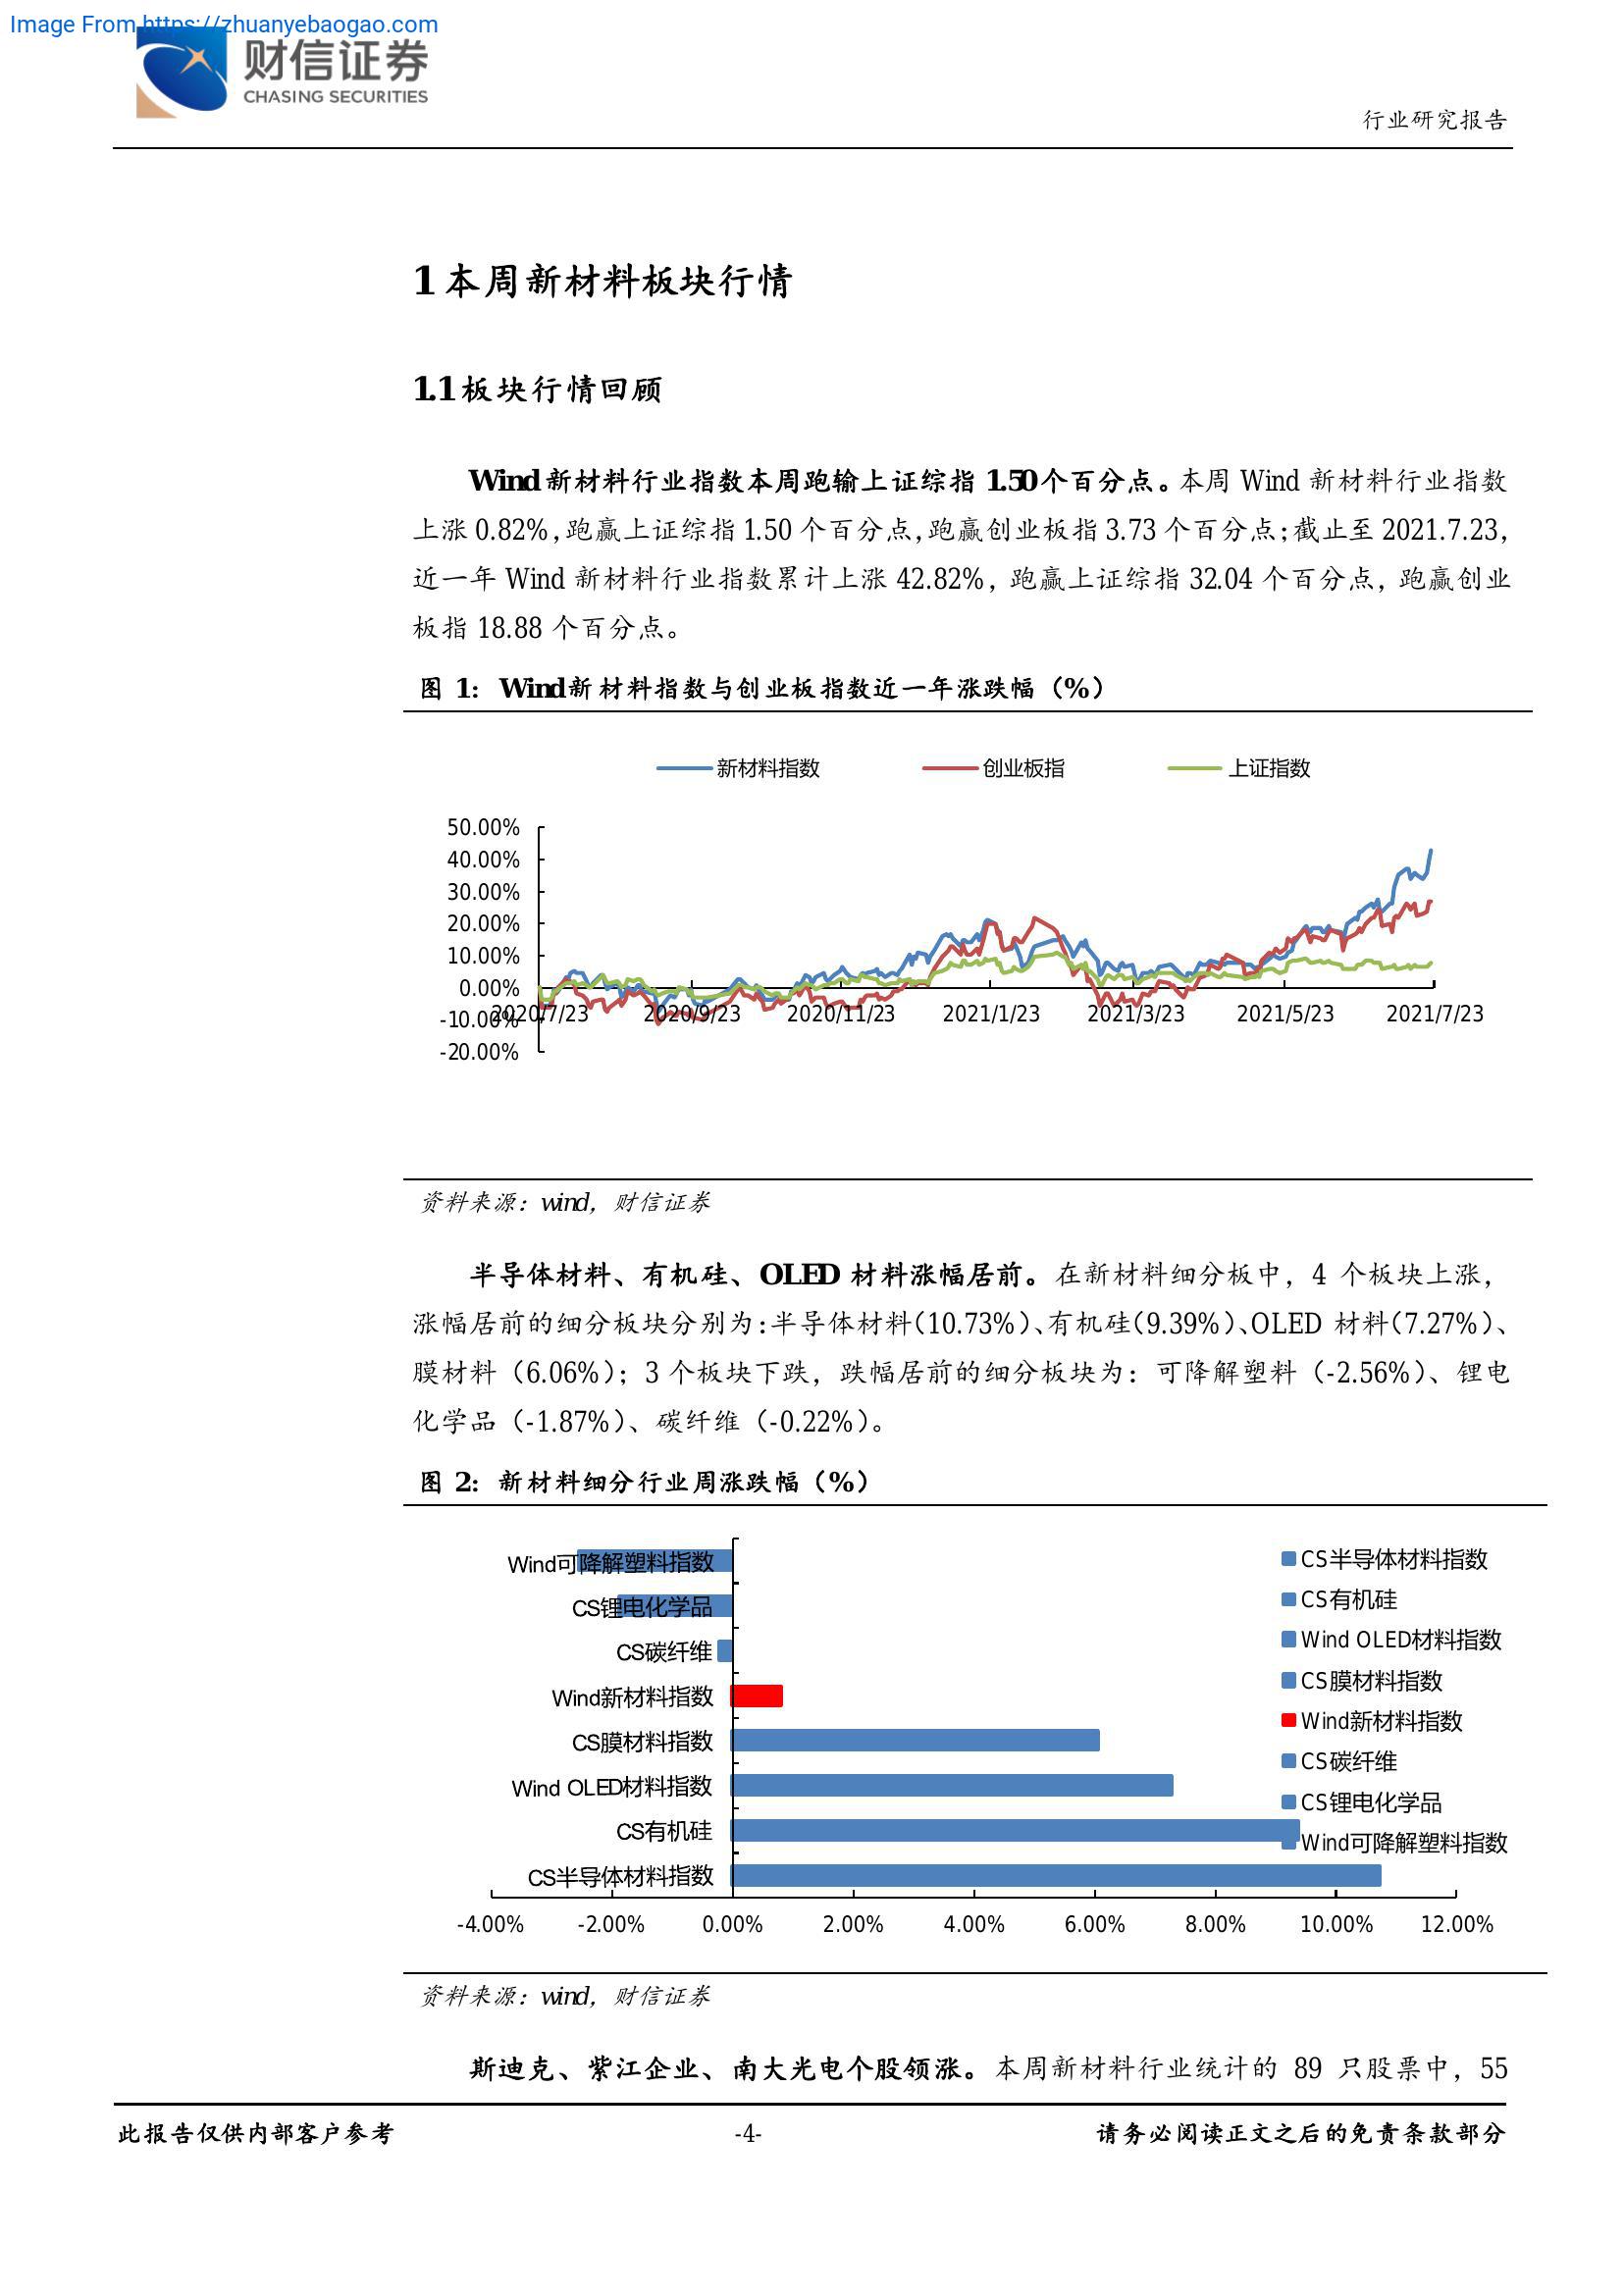 Image From https://zhuanyebaogao.com
财信证券
CHASING SECURITIES
行业研究报告
1 本周新材料板块行情
1.1 板块行情回顾
Wind 新材料行业指数本周跑输上证综指 1.50 个百分点。本周 Wind 新材料行业指数
上涨 0.82%，跑赢上证综指 1.50 个百分点，跑赢创业板指 3.73 个百分点；截止至 2021.7.23，
近一年 Wind 新材料行业指数累计上涨 42.82%，跑赢上证综指 32.04 个百分点，跑赢创业
板指 18.88 个百分点。
图 1：Wind 新材料指数与创业板指数近一年涨跌幅（%）
新材料指数 创业板指 上证指数
50.00%
40.00%
30.00%
20.00%
10.00%
0.00%
-10.00%
-20.00%
2020/7/23 2020/9/23 2020/11/23 2021/1/23 2021/3/23 2021/5/23 2021/7/23
资料来源：wind，财信证券
半导体材料、有机硅、OLED 材料涨幅居前。在新材料细分板中，4 个板块上涨，
涨幅居前的细分板块分别为：半导体材料（10.73%）、有机硅（9.39%）、OLED 材料（7.27%）、
膜材料（6.06%）；3 个板块下跌，跌幅居前的细分板块为：可降解塑料（-2.56%）、锂电
化学品（-1.87%）、碳纤维（-0.22%）。
图 2：新材料细分行业周涨跌幅（%）
Wind可降解塑料指数
CS锂电化学品
CS碳纤维
Wind新材料指数
CS膜材料指数
Wind OLED材料指数
CS有机硅
CS半导体材料指数
-4.00% -2.00% 0.00% 2.00% 4.00% 6.00% 8.00% 10.00% 12.00%
CS半导体材料指数
CS有机硅
Wind OLED材料指数
CS膜材料指数
Wind新材料指数
CS碳纤维
CS锂电化学品
Wind可降解塑料指数
资料来源：wind，财信证券
斯迪克、紫江企业、南大光电个股领涨。本周新材料行业统计的 89 只股票中，55
此报告仅供内部客户参考 -4- 请务必阅读正文之后的免责条款部分